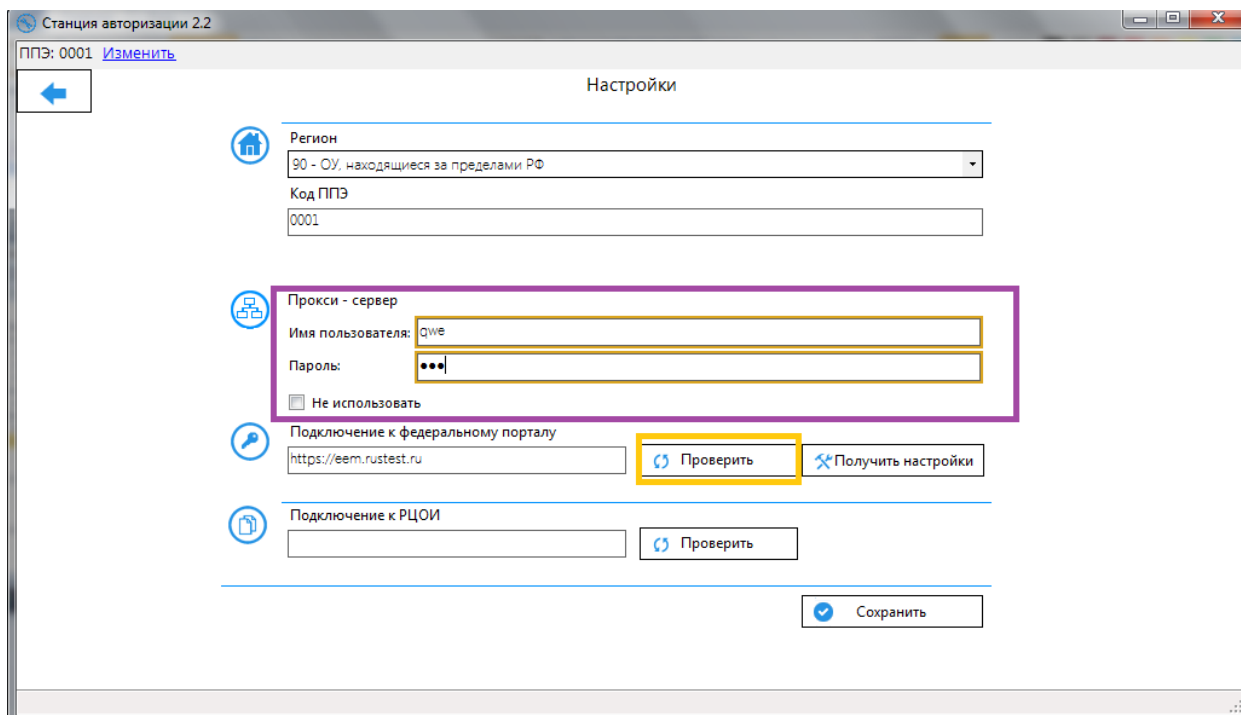 Станция авторизации 2.2
ППЭ: 0001 Изменить
Настройки
Регион
90 - ОУ, находящиеся за пределами РФ
Код ППЭ
0001
Прокси - сервер
Имя пользователя: qwe
Пароль: •••
Не использовать
Подключение к федеральному порталу
https://eem.rustest.ru Проверить Получить настройки
Подключение к РЦОИ
Проверить
Сохранить